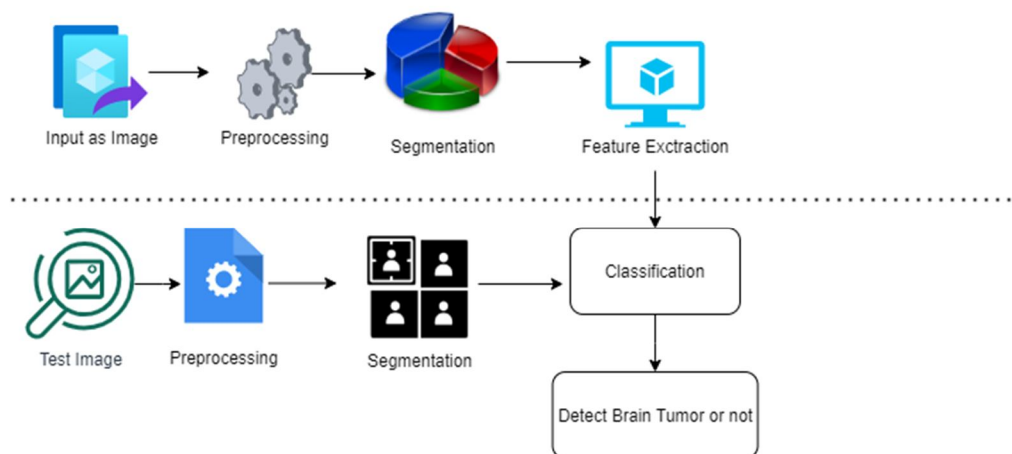 Input as Image
Preprocessing
Segmentation
Feature Exctraction
Test Image
Preprocessing
Segmentation
Classification
Detect Brain Tumor or not